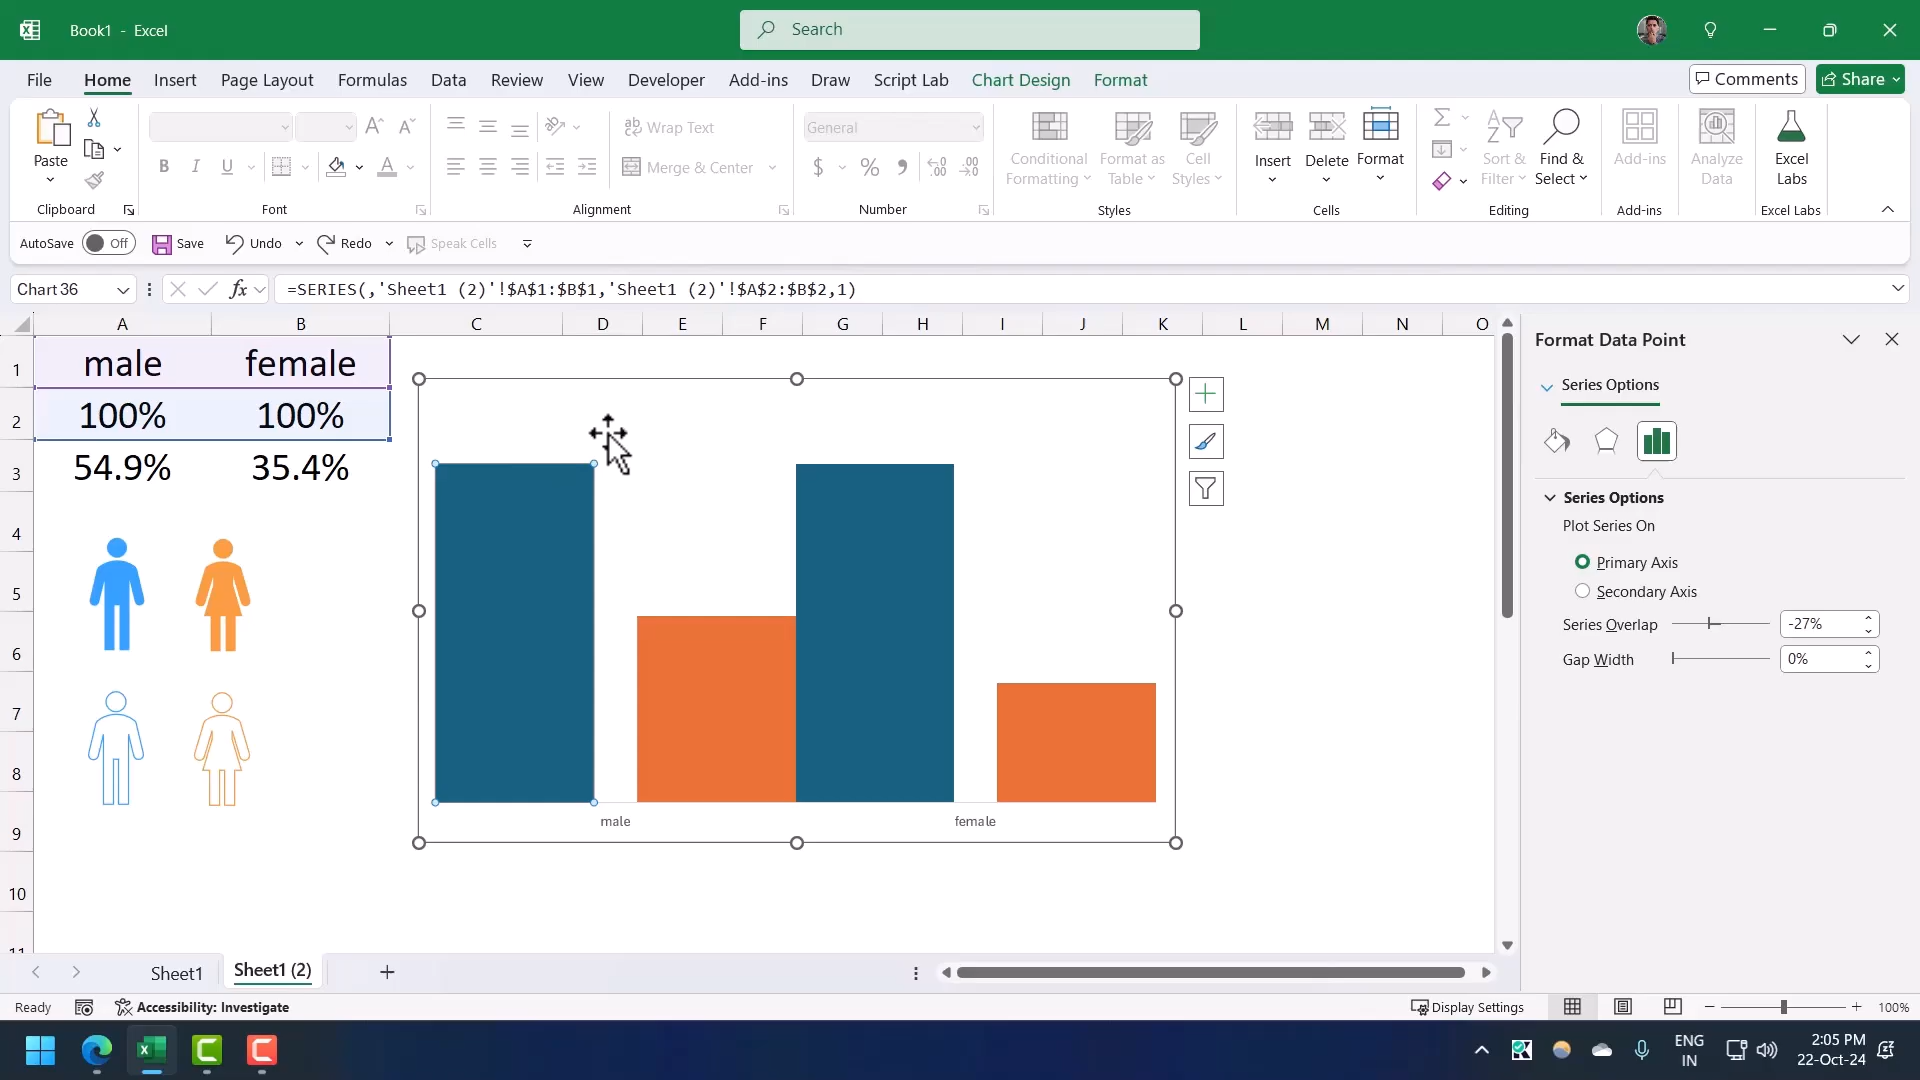 Book1 - Excel
Search
File Home Insert Page Layout Formulas Data Review View Developer Add-ins Draw Script Lab Chart Design Format
Comments Share
Paste
Clipboard
B I U
A
Font
ab Wrap Text
Merge & Center
Alignment
General
$ % ,
Number
Conditional Formatting
Format as Table
Cell Styles
Styles
Insert Delete Format
Cells
Sort & Filter
Find & Select
Editing
Add-ins
Add-ins
Analyze Data
Excel Labs
Excel Labs
AutoSave Off Save Undo Redo Speak Cells
Chart 36
fx
=SERIES(,'Sheet1 (2)'!$A$1:$B$1,'Sheet1 (2)'!$A$2:$B$2,1)
A B C D E F G H I J K L M N O
1 male female
2 100% 100%
3 54.9% 35.4%
4
5
6
7
8
9
10
11
male female
Format Data Point
Series Options
Series Options
Plot Series On
Primary Axis
Secondary Axis
Series Overlap -27%
Gap Width 0%
Sheet1 Sheet1 (2)
Ready Accessibility: Investigate Display Settings 100%
ENG
IN
2:05 PM
22-Oct-24